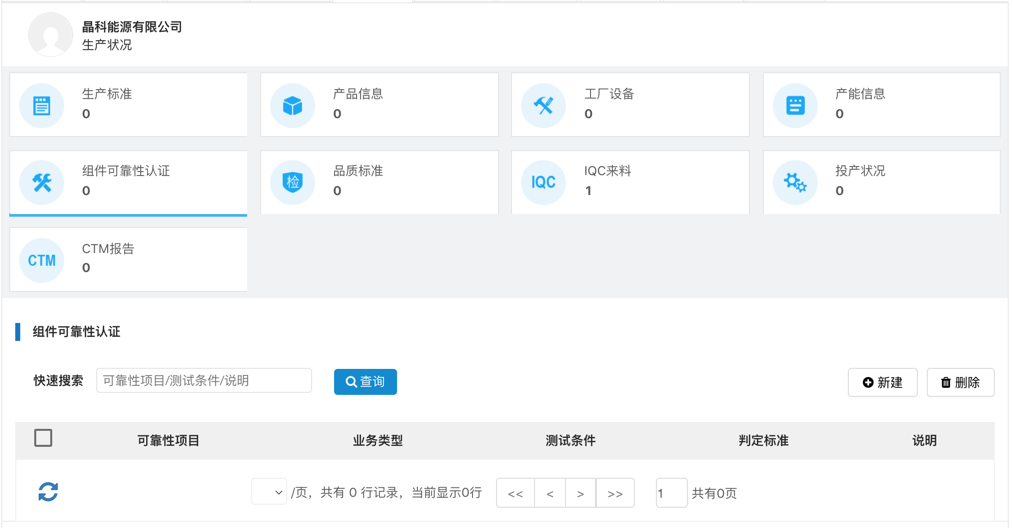 晶科能源有限公司
生产状况
生产标准
0
产品信息
0
工厂设备
0
产能信息
0
组件可靠性认证
0
检
品质标准
0
IQC
IQC来料
1
投产状况
0
CTM
CTM报告
0
组件可靠性认证
快速搜索 可靠性项目/测试条件/说明 查询 新建 删除
可靠性项目 业务类型 测试条件 判定标准 说明
/页，共有 0 行记录，当前显示0行 << < > >> 1 共有0页